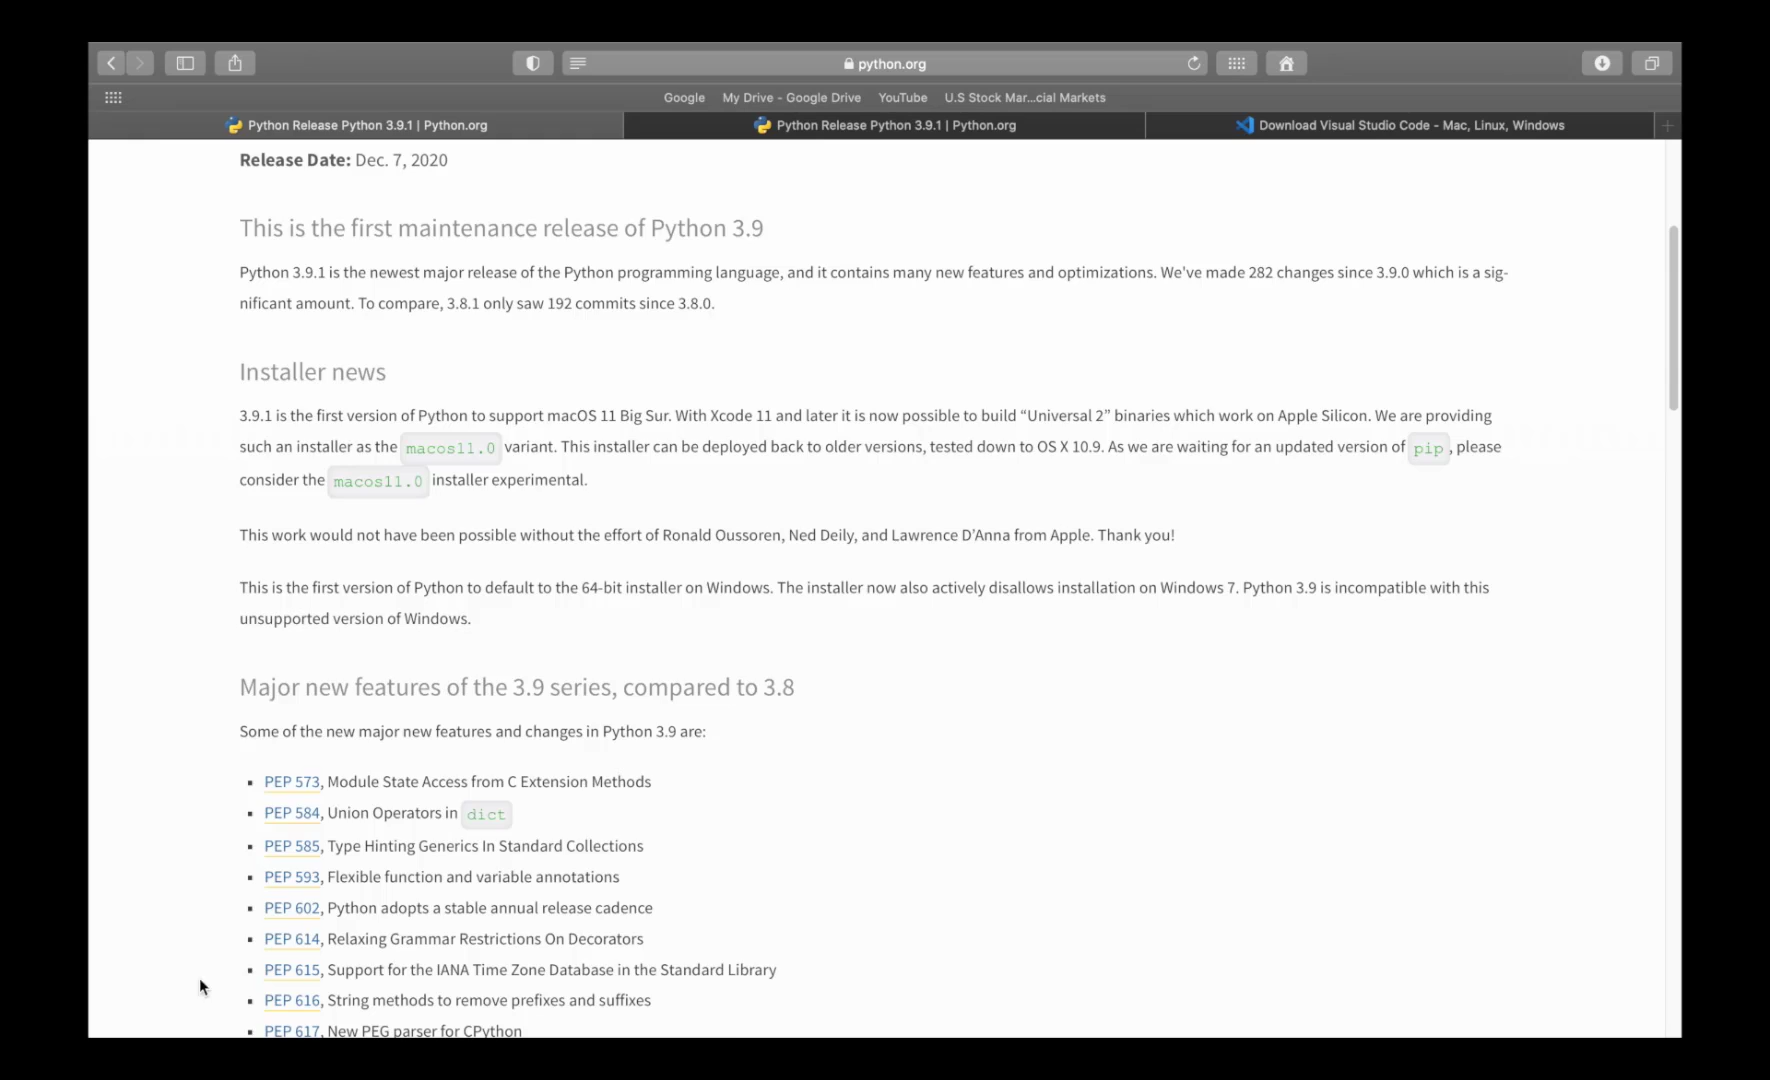 python.org
Google My Drive - Google Drive YouTube U.S Stock Mar...cial Markets
Python Release Python 3.9.1 | Python.org Python Release Python 3.9.1 | Python.org Download Visual Studio Code - Mac, Linux, Windows
Release Date: Dec. 7, 2020
This is the first maintenance release of Python 3.9
Python 3.9.1 is the newest major release of the Python programming language, and it contains many new features and optimizations. We've made 282 changes since 3.9.0 which is a sig-
nificant amount. To compare, 3.8.1 only saw 192 commits since 3.8.0.
Installer news
3.9.1 is the first version of Python to support macOS 11 Big Sur. With Xcode 11 and later it is now possible to build “Universal 2” binaries which work on Apple Silicon. We are providing
such an installer as the macos11.0 variant. This installer can be deployed back to older versions, tested down to OS X 10.9. As we are waiting for an updated version of pip, please
consider the macos11.0 installer experimental.
This work would not have been possible without the effort of Ronald Oussoren, Ned Deily, and Lawrence D’Anna from Apple. Thank you!
This is the first version of Python to default to the 64-bit installer on Windows. The installer now also actively disallows installation on Windows 7. Python 3.9 is incompatible with this
unsupported version of Windows.
Major new features of the 3.9 series, compared to 3.8
Some of the new major new features and changes in Python 3.9 are:
▪ PEP 573, Module State Access from C Extension Methods
▪ PEP 584, Union Operators in dict
▪ PEP 585, Type Hinting Generics In Standard Collections
▪ PEP 593, Flexible function and variable annotations
▪ PEP 602, Python adopts a stable annual release cadence
▪ PEP 614, Relaxing Grammar Restrictions On Decorators
▪ PEP 615, Support for the IANA Time Zone Database in the Standard Library
▪ PEP 616, String methods to remove prefixes and suffixes
▪ PEP 617, New PEG parser for CPython